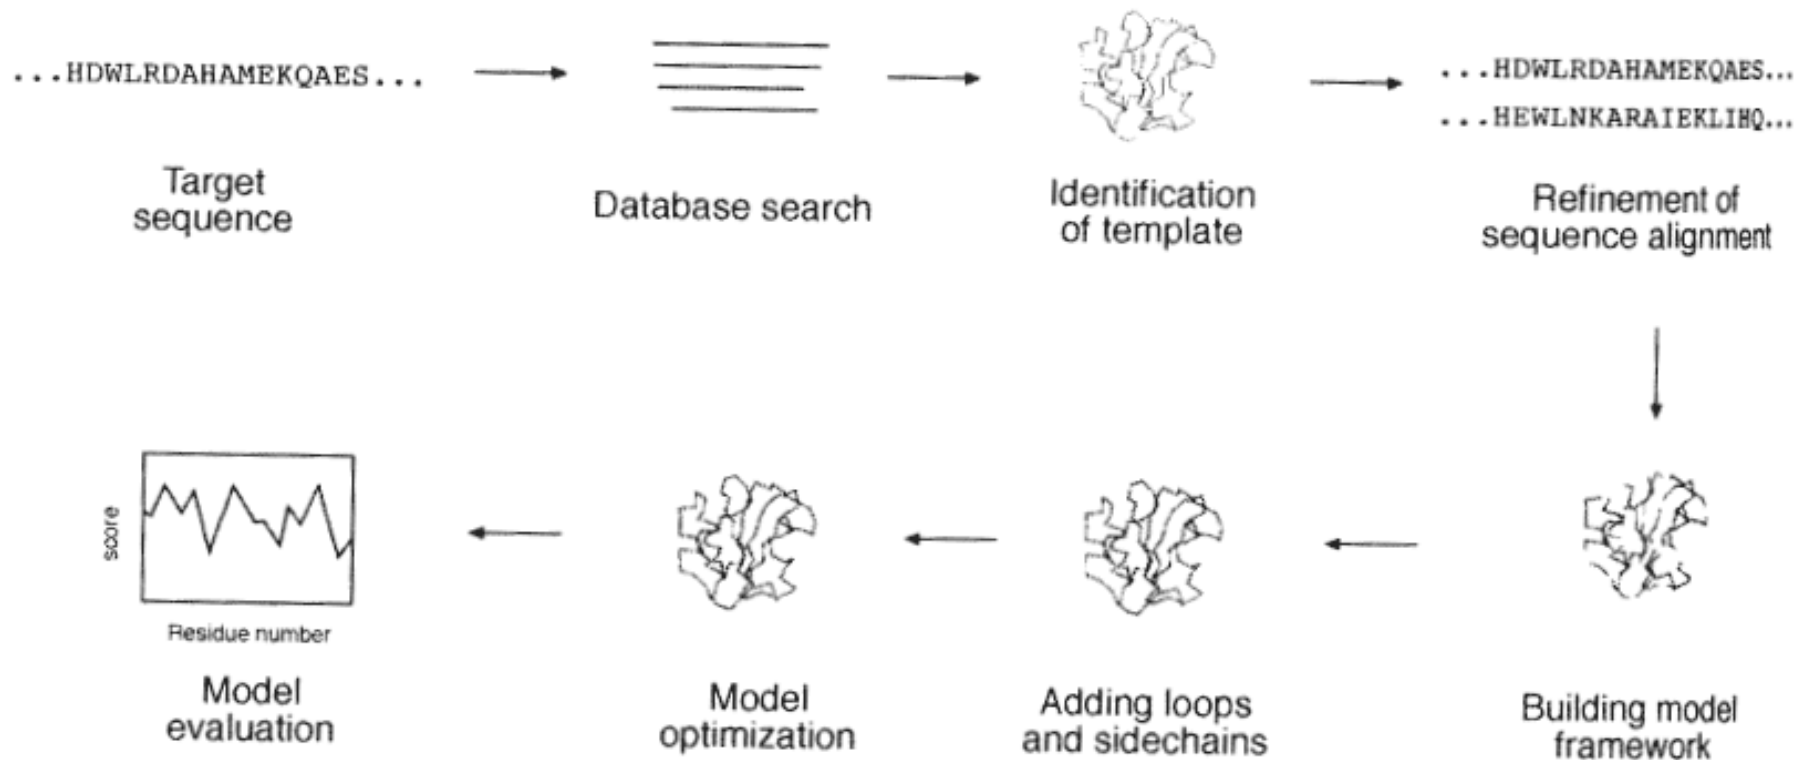 ...HDWLRDAHAMEKQAES...
Target
sequence
Database search
Identification
of template
...HDWLRDAHAMEKQAES...
...HEWLNKARAIEKLIHQ...
Refinement of
sequence alignment
Building model
framework
Adding loops
and sidechains
Model
optimization
score
Residue number
Model
evaluation